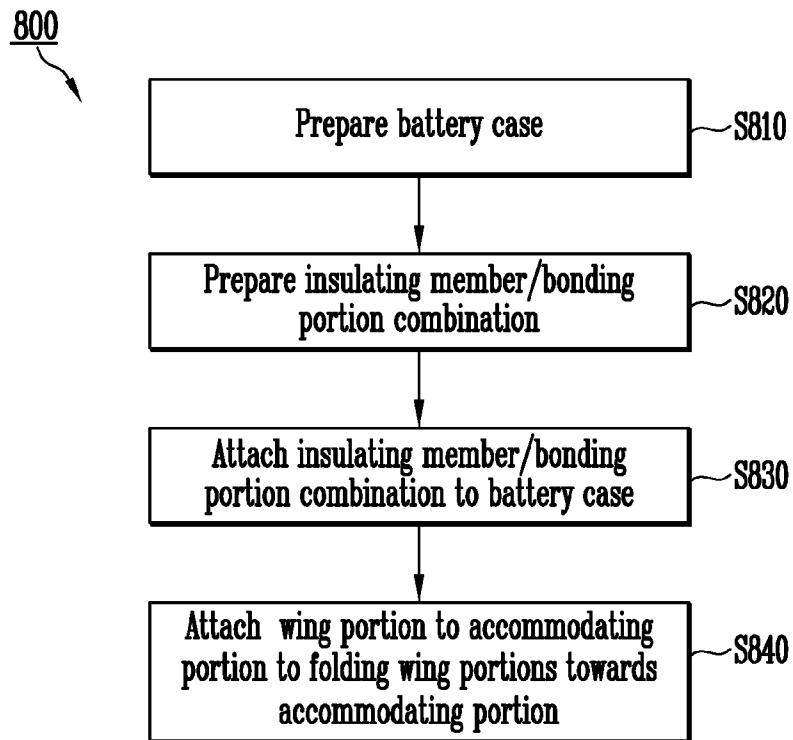 800
Prepare battery case
S810
Prepare insulating member/bonding
portion combination
S820
Attach insulating member/bonding
portion combination to battery case
S830
Attach wing portion to accommodating
portion to folding wing portions towards
accommodating portion
S840